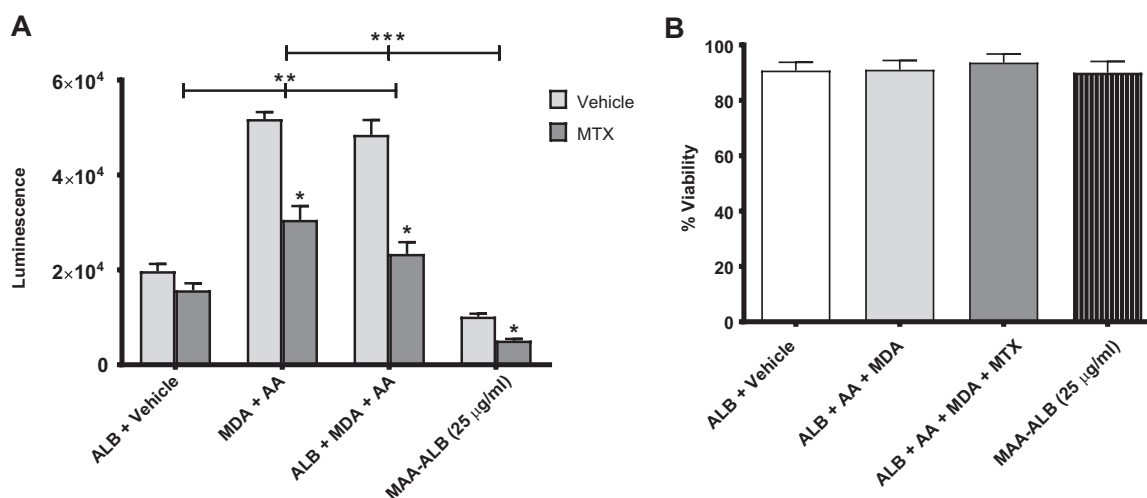 A
***
**
6×10⁴
4×10⁴
2×10⁴
0
Luminescence
Vehicle
MTX
*
*
*
ALB + Vehicle
MDA + AA
ALB + MDA + AA
MAA-ALB (25 μg/ml)
B
100
80
60
40
20
0
% Viability
ALB + Vehicle
ALB + AA + MDA
ALB + AA + MDA + MTX
MAA-ALB (25 μg/ml)